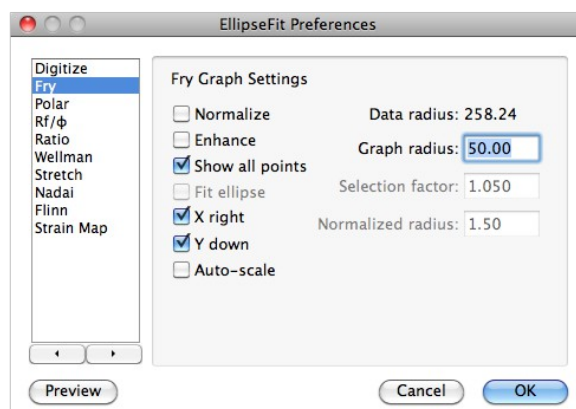 EllipseFit Preferences
Digitize
Fry
Polar
Rf/ϕ
Ratio
Wellman
Stretch
Nadai
Flinn
Strain Map
Fry Graph Settings
Normalize
Enhance
Show all points
Fit ellipse
X right
Y down
Auto-scale
Data radius: 258.24
Graph radius: 50.00
Selection factor: 1.050
Normalized radius: 1.50
Preview
Cancel
OK